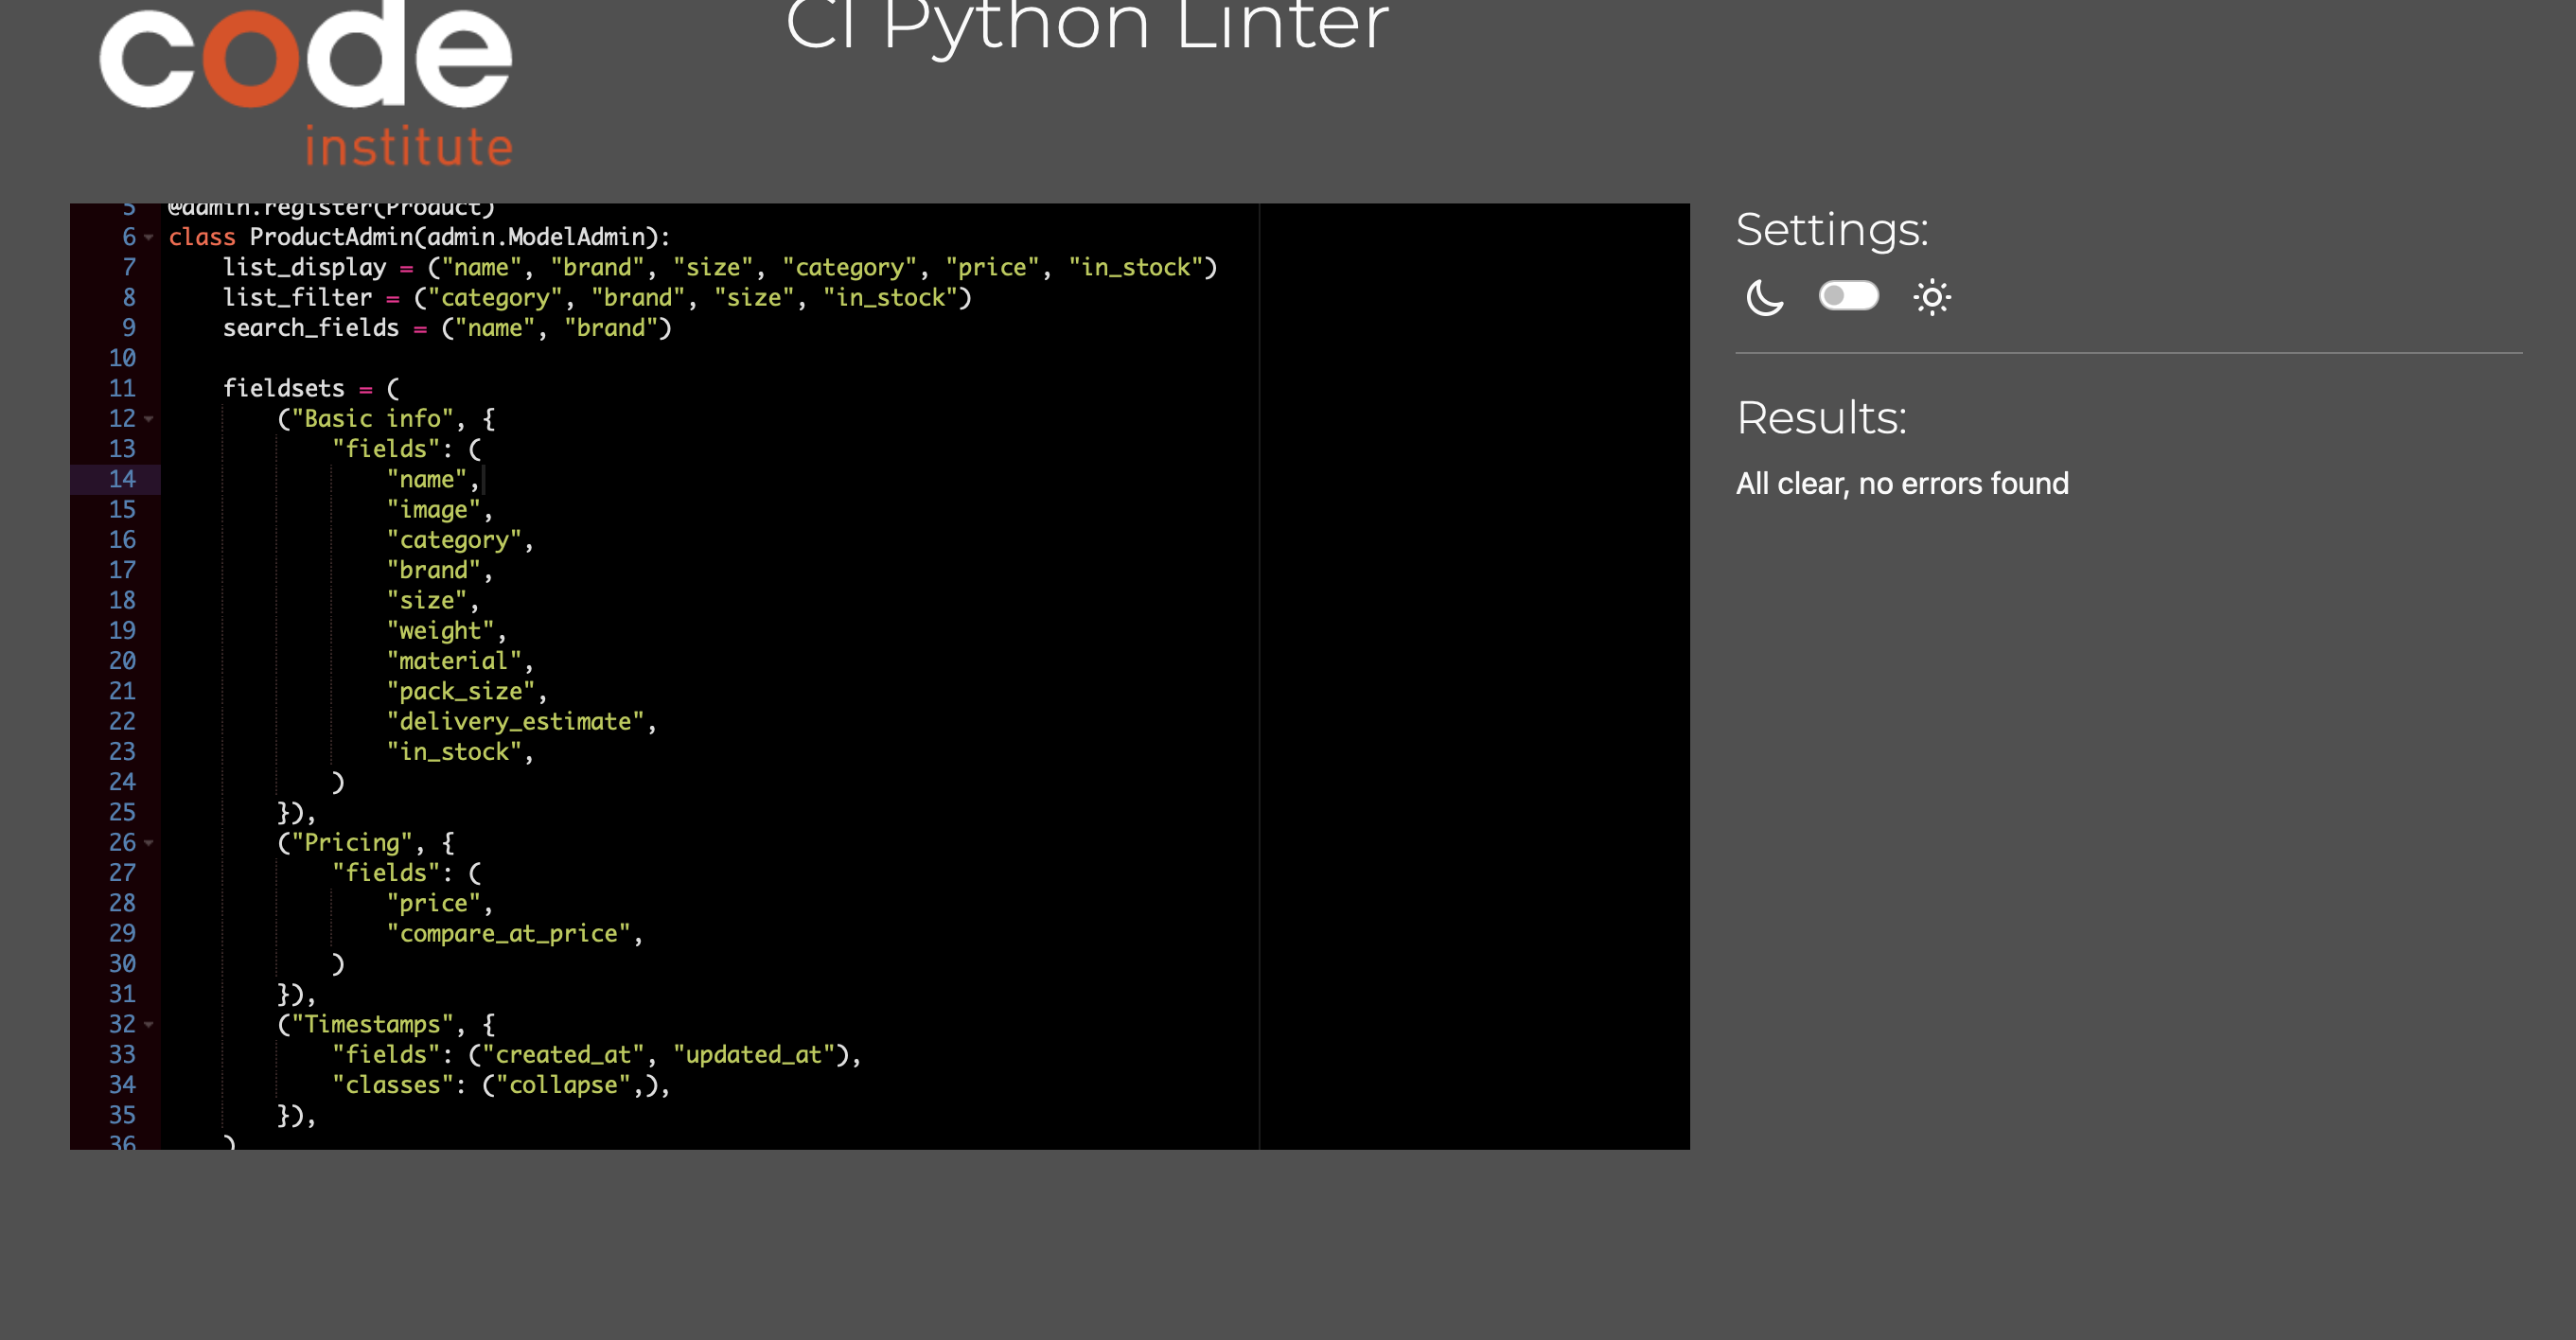 code
institute
CI Python Linter
5 @admin.register(Product)
6 class ProductAdmin(admin.ModelAdmin):
7     list_display = ("name", "brand", "size", "category", "price", "in_stock")
8     list_filter = ("category", "brand", "size", "in_stock")
9     search_fields = ("name", "brand")
10
11     fieldsets = (
12         ("Basic info", {
13             "fields": (
14                 "name",
15                 "image",
16                 "category",
17                 "brand",
18                 "size",
19                 "weight",
20                 "material",
21                 "pack_size",
22                 "delivery_estimate",
23                 "in_stock",
24             )
25         }),
26         ("Pricing", {
27             "fields": (
28                 "price",
29                 "compare_at_price",
30             )
31         }),
32         ("Timestamps", {
33             "fields": ("created_at", "updated_at"),
34             "classes": ("collapse",),
35         }),
36     )
Settings:
Results:
All clear, no errors found